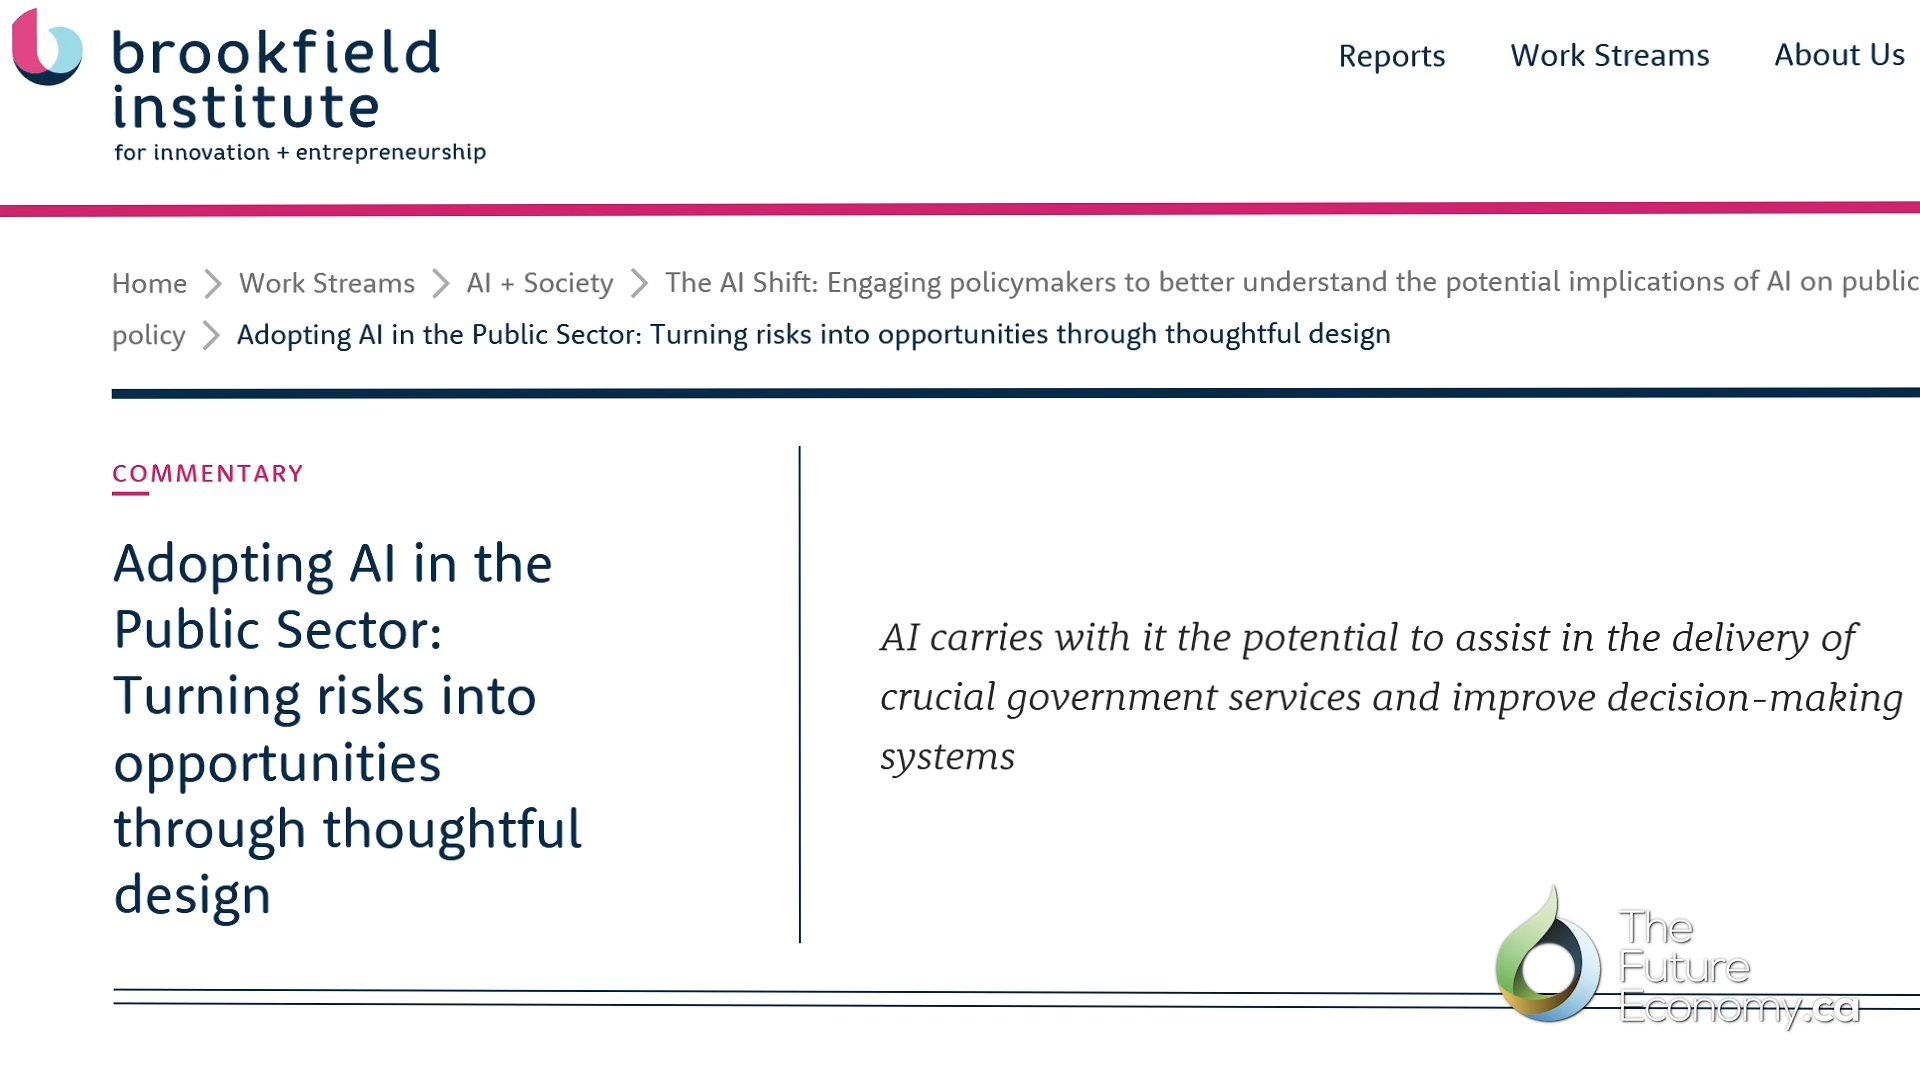 brookfield
institute
for innovation + entrepreneurship
Reports Work Streams About Us
Home > Work Streams > AI + Society > The AI Shift: Engaging policymakers to better understand the potential implications of AI on public
policy > Adopting AI in the Public Sector: Turning risks into opportunities through thoughtful design
COMMENTARY
Adopting AI in the
Public Sector:
Turning risks into
opportunities
through thoughtful
design
AI carries with it the potential to assist in the delivery of
crucial government services and improve decision-making
systems
The
Future
Economy.ca